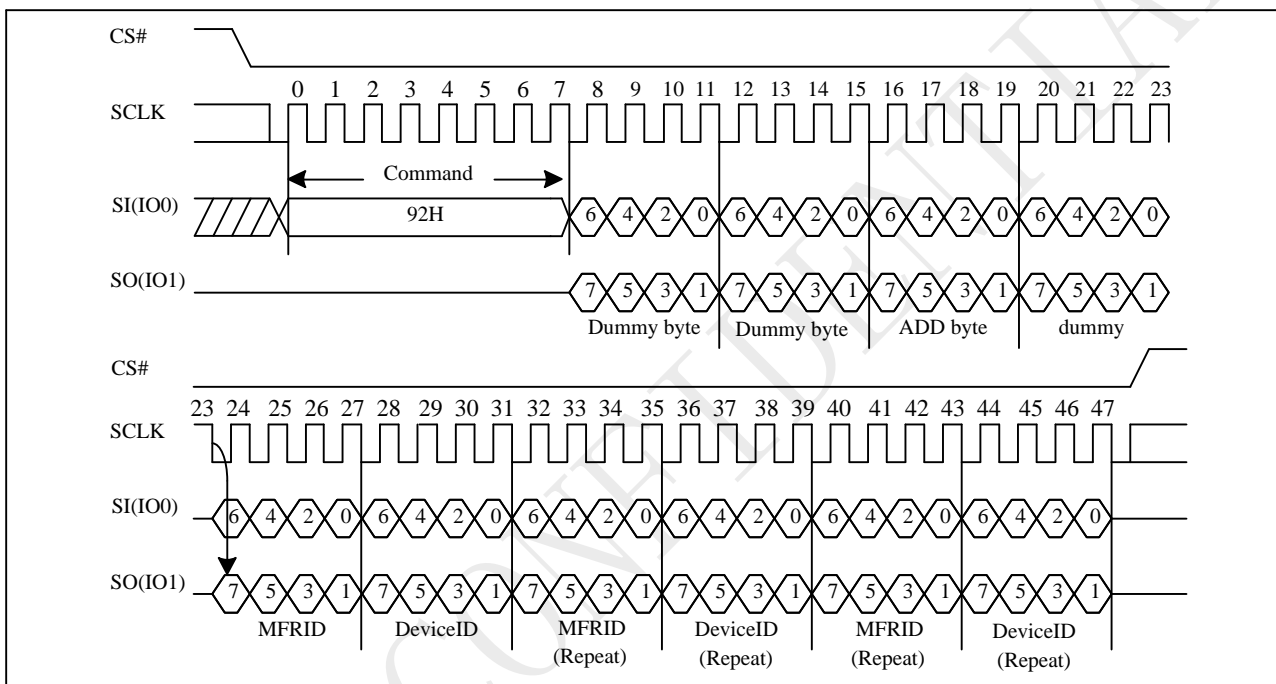 CS#
0 1 2 3 4 5 6 7 8 9 10 11 12 13 14 15 16 17 18 19 20 21 22 23
SCLK
Command
SI(IO0)
92H
6 4 2 0 6 4 2 0 6 4 2 0 6 4 2 0
SO(IO1)
7 5 3 1 7 5 3 1 7 5 3 1 7 5 3 1
Dummy byte Dummy byte ADD byte dummy
CS#
23 24 25 26 27 28 29 30 31 32 33 34 35 36 37 38 39 40 41 42 43 44 45 46 47
SCLK
SI(IO0)
6 4 2 0 6 4 2 0 6 4 2 0 6 4 2 0 6 4 2 0 6 4 2 0
SO(IO1)
7 5 3 1 7 5 3 1 7 5 3 1 7 5 3 1 7 5 3 1 7 5 3 1
MFRID DeviceID MFRID DeviceID MFRID DeviceID
(Repeat) (Repeat) (Repeat) (Repeat)
CONFIDENTIAL